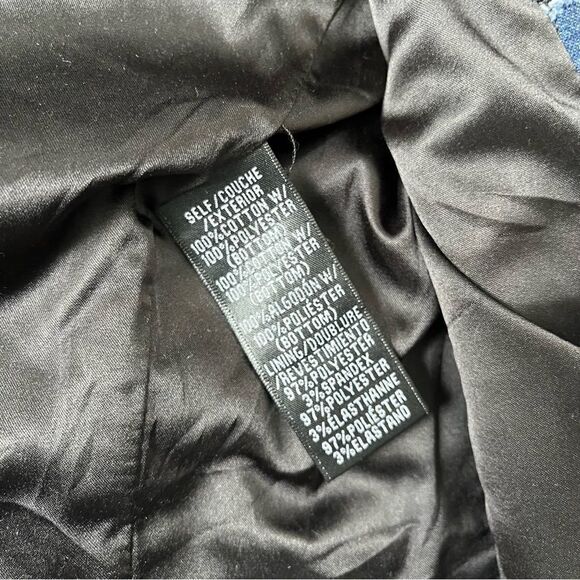 SELF/COUCHE
/EXTERIOR
100%COTTON W/
100%POLYESTER
(BOTTOM)
100%COTTON W/
100%POLYESTER
(BOTTOM)
100%ALGODÓN W/
100%POLIÉSTER
(BOTTOM)
LINING/DOUBLURE
/REVESTIMIENTO
97%POLYESTER
3%SPANDEX
97%POLYESTER
3%ELASTHANNE
97%POLIÉSTER
3%ELASTANO